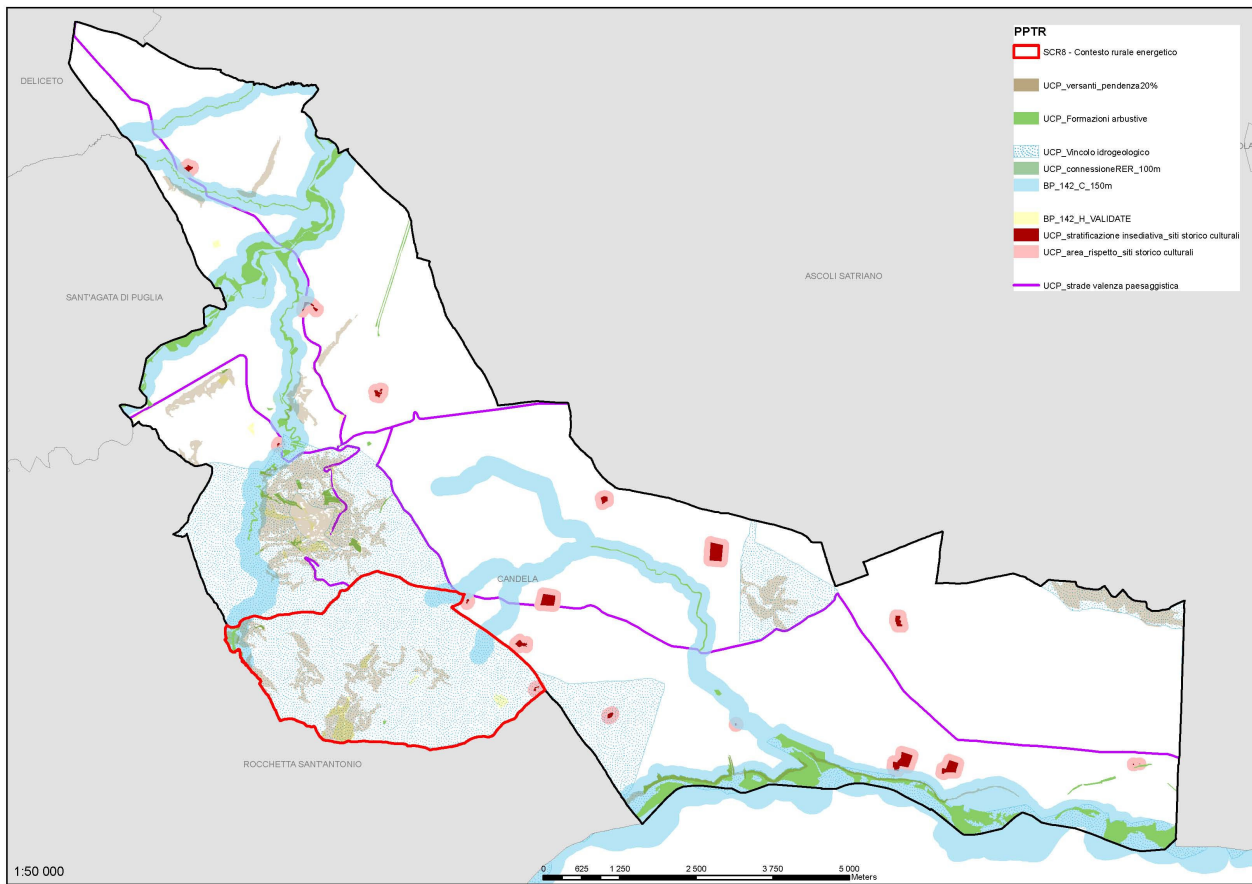 PPTR
SCR8 - Contesto rurale energetico
UCP_versanti_pendenza20%
UCP_Formazioni arbustive
UCP_Vincolo idrogeologico
UCP_connessioneRER_100m
BP_142_C_150m
BP_142_H_VALIDATE
UCP_stratificazione insediativa_siti storico culturali
UCP_area_rispetto_siti storico culturali
UCP_strade valenza paesaggistica
DELICETO
ASCOLI SATRIANO
SANT'AGATA DI PUGLIA
CANDELA
ROCCHETTA SANT'ANTONIO
1:50 000
0 625 1 250 2 500 3 750 5 000
Meters